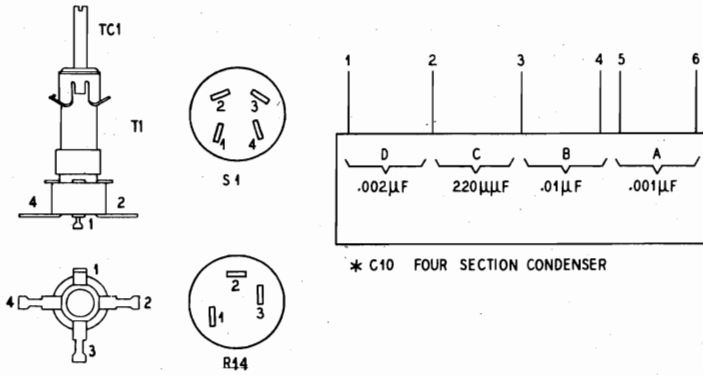 TC1
T1
4 2
1
1
4 2
3
2 3
1 4
S1
2
1 3
R14
1 2 3 4 5 6
D C B A
.002µF 220µµF .01µF .001µF
* C10 FOUR SECTION CONDENSER